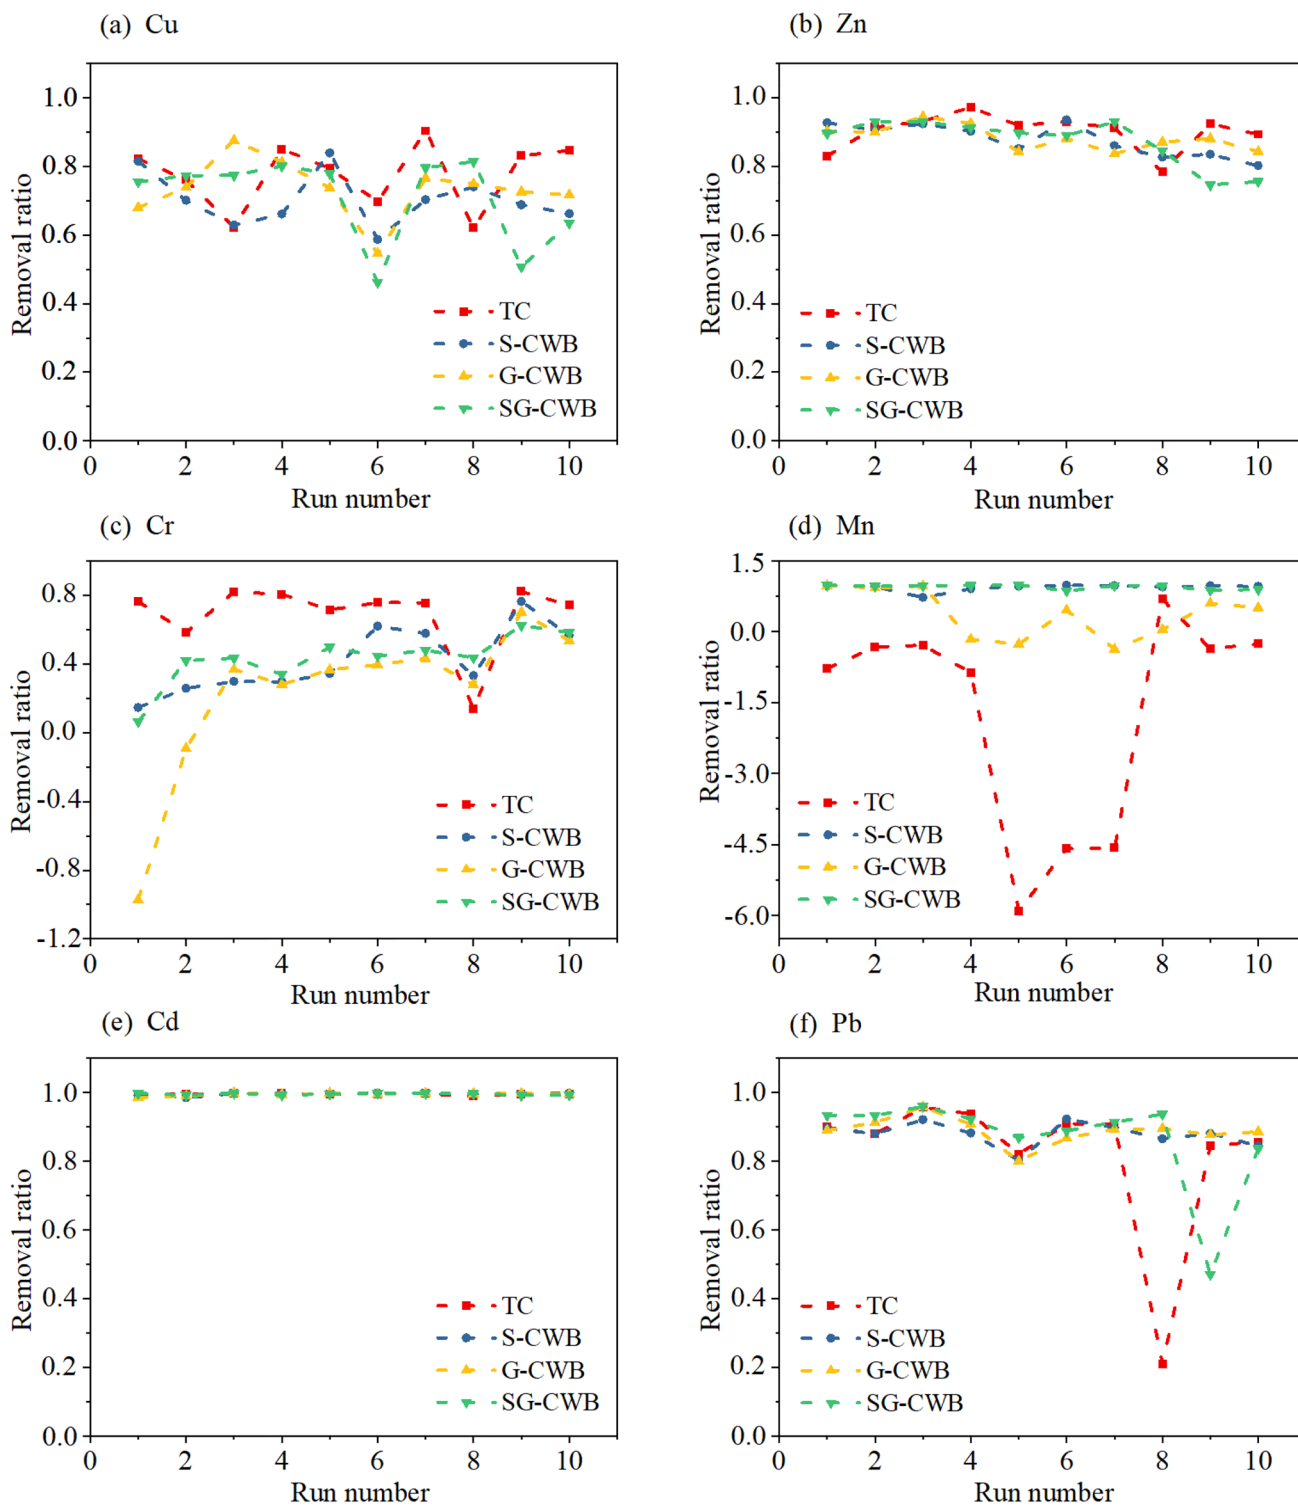 (a) Cu
1.0
0.8
0.6
0.4
0.2
0.0
Removal ratio
TC
S-CWB
G-CWB
SG-CWB
0 2 4 6 8 10
Run number
(b) Zn
1.0
0.8
0.6
0.4
0.2
0.0
Removal ratio
TC
S-CWB
G-CWB
SG-CWB
0 2 4 6 8 10
Run number
(c) Cr
0.8
0.4
0.0
-0.4
-0.8
-1.2
Removal ratio
TC
S-CWB
G-CWB
SG-CWB
0 2 4 6 8 10
Run number
(d) Mn
1.5
0.0
-1.5
-3.0
-4.5
-6.0
Removal ratio
TC
S-CWB
G-CWB
SG-CWB
0 2 4 6 8 10
Run number
(e) Cd
1.0
0.8
0.6
0.4
0.2
0.0
Removal ratio
TC
S-CWB
G-CWB
SG-CWB
0 2 4 6 8 10
Run number
(f) Pb
1.0
0.8
0.6
0.4
0.2
0.0
Removal ratio
TC
S-CWB
G-CWB
SG-CWB
0 2 4 6 8 10
Run number